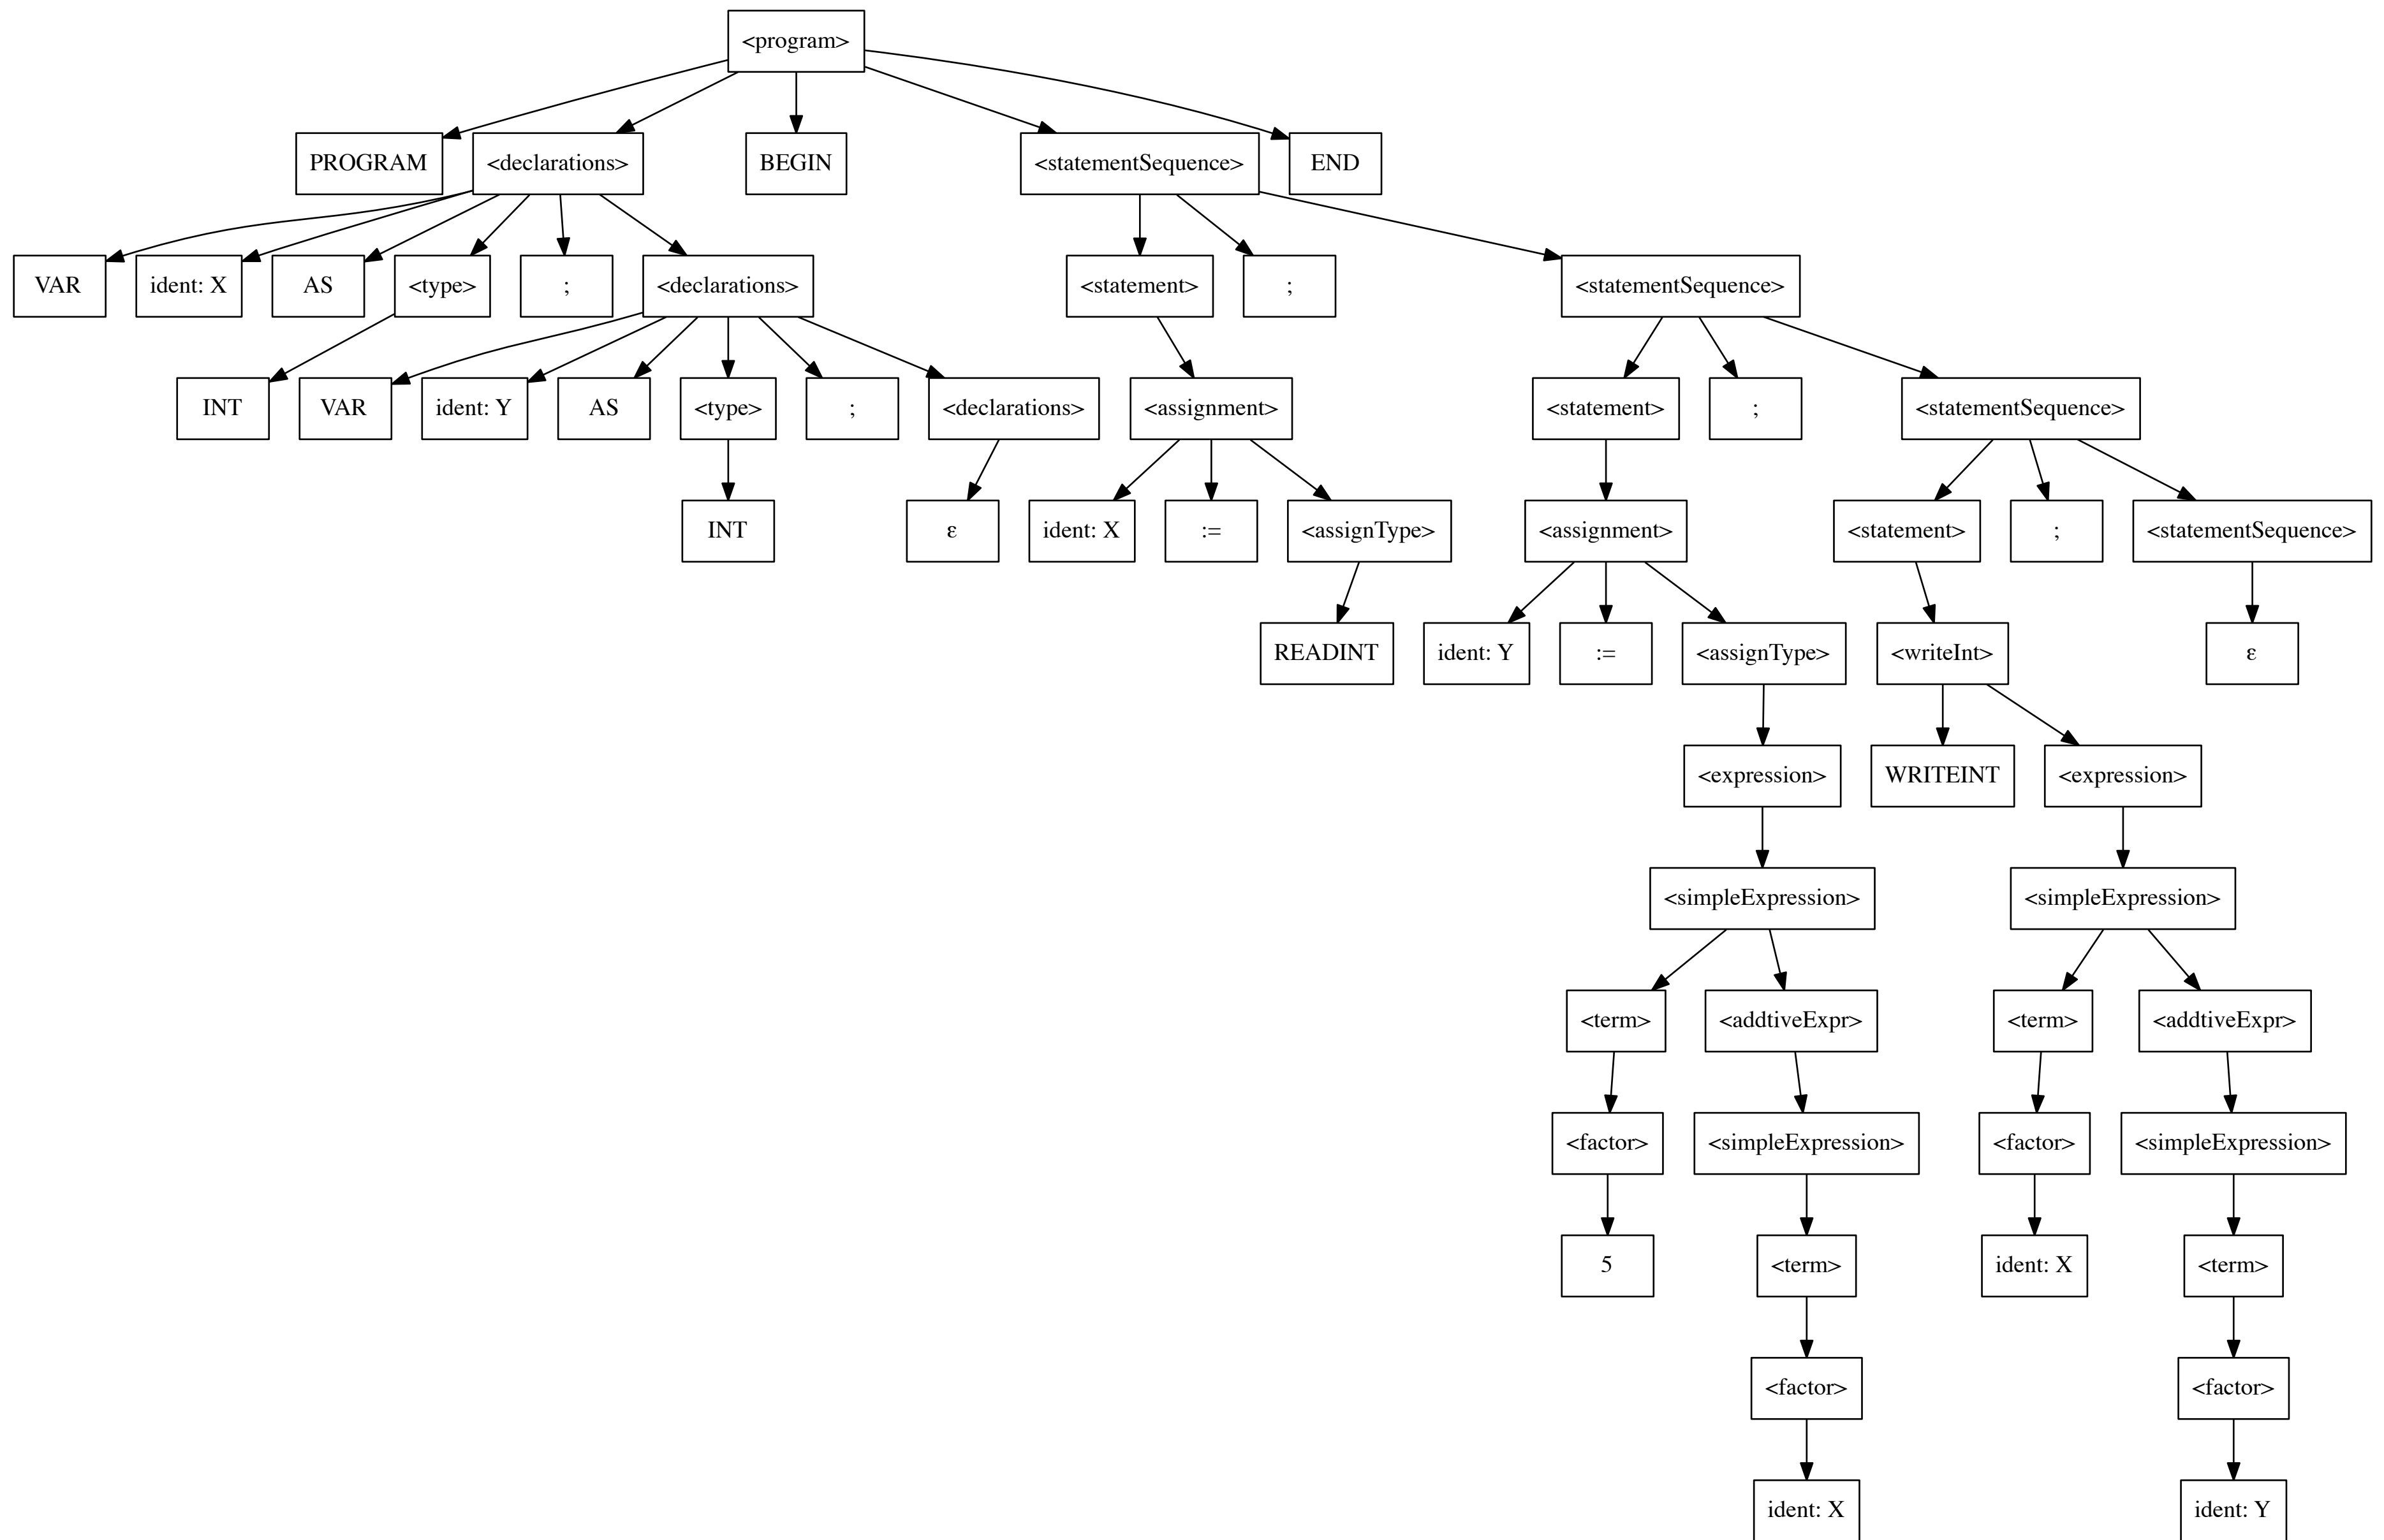 <program>
PROGRAM
<declarations>
BEGIN
<statementSequence>
END
VAR
ident: X
AS
<type>
;
<declarations>
<statement>
;
<statementSequence>
INT
VAR
ident: Y
AS
<type>
;
<declarations>
<assignment>
<statement>
;
<statementSequence>
INT
ε
ident: X
:=
<assignType>
<assignment>
<statement>
;
<statementSequence>
READINT
ident: Y
:=
<assignType>
<writeInt>
ε
<expression>
WRITEINT
<expression>
<simpleExpression>
<simpleExpression>
<term>
<addtiveExpr>
<term>
<addtiveExpr>
<factor>
<simpleExpression>
<factor>
<simpleExpression>
5
<term>
ident: X
<term>
<factor>
<factor>
ident: X
ident: Y